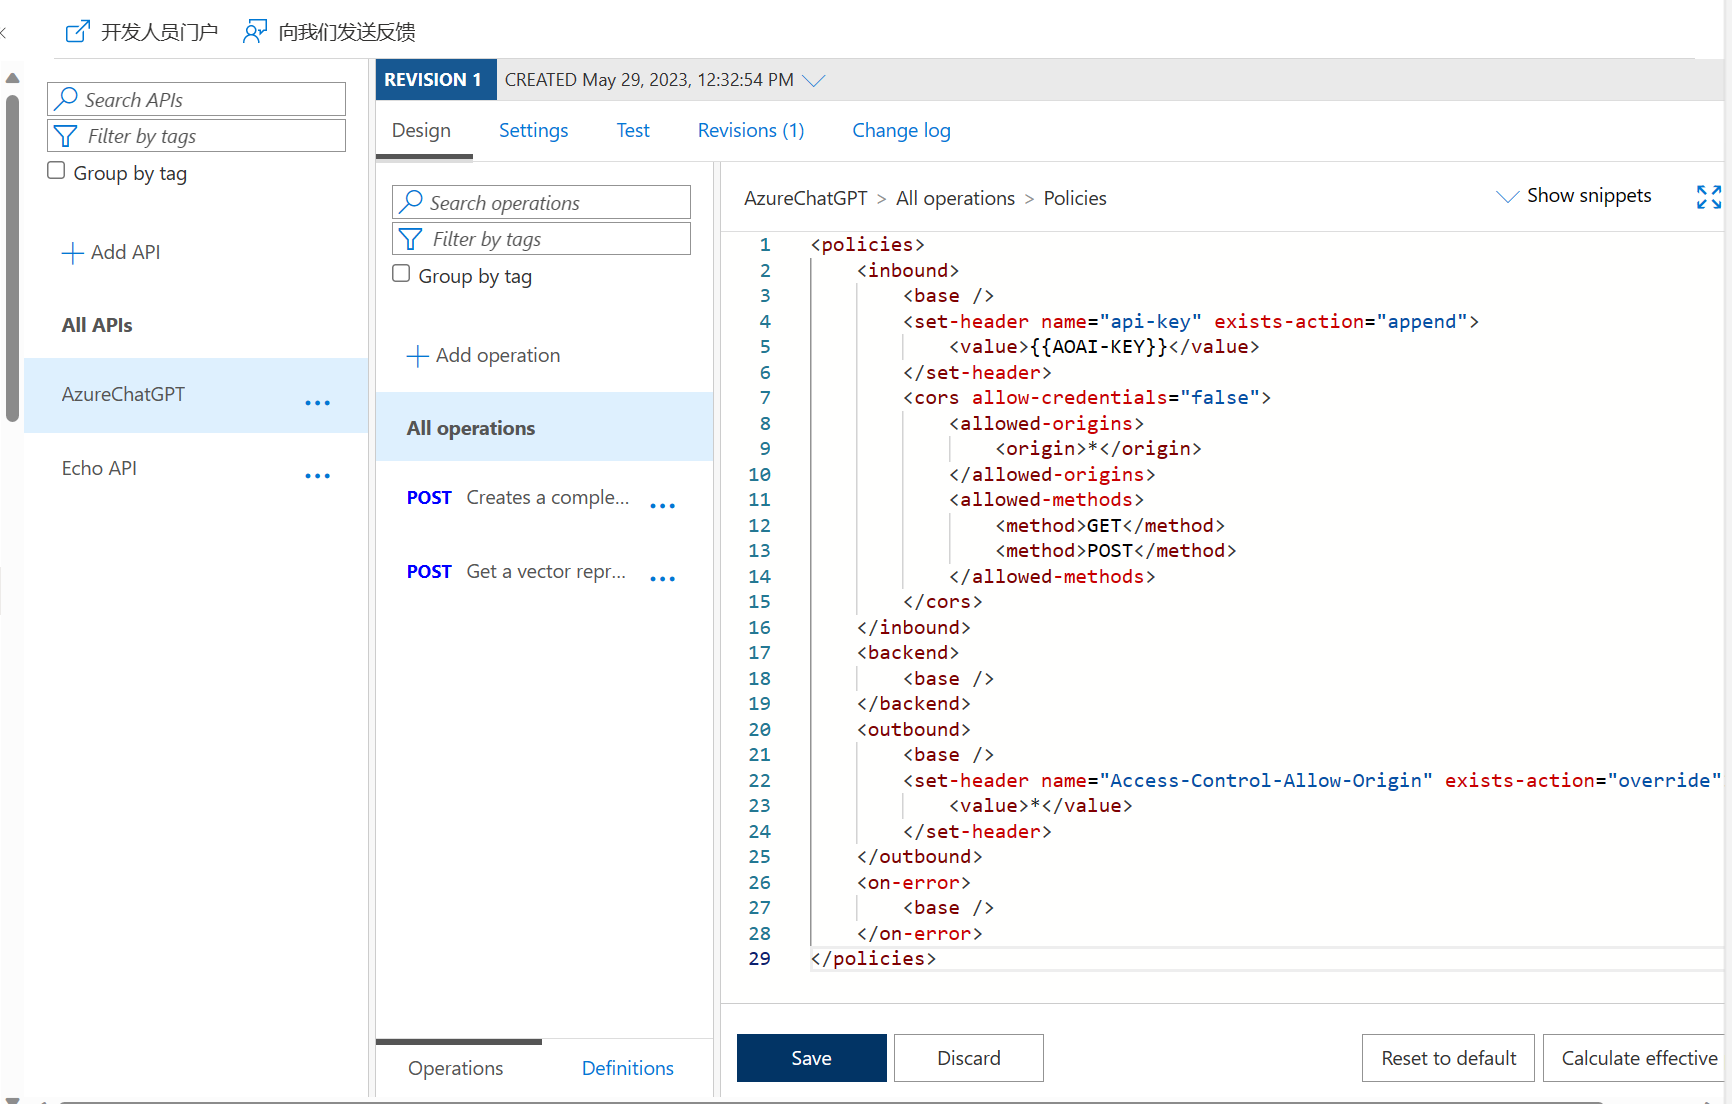 开发人员门户 向我们发送反馈
Search APIs
Filter by tags
Group by tag
Add API
All APIs
AzureChatGPT ...
Echo API ...
REVISION 1 CREATED May 29, 2023, 12:32:54 PM
Design Settings Test Revisions (1) Change log
Search operations
Filter by tags
Group by tag
Add operation
All operations
POST Creates a comple... ...
POST Get a vector repr... ...
Operations Definitions
AzureChatGPT > All operations > Policies Show snippets
1 <policies>
2 <inbound>
3 <base />
4 <set-header name="api-key" exists-action="append">
5 <value>{{AOAI-KEY}}</value>
6 </set-header>
7 <cors allow-credentials="false">
8 <allowed-origins>
9 <origin>*</origin>
10 </allowed-origins>
11 <allowed-methods>
12 <method>GET</method>
13 <method>POST</method>
14 </allowed-methods>
15 </cors>
16 </inbound>
17 <backend>
18 <base />
19 </backend>
20 <outbound>
21 <base />
22 <set-header name="Access-Control-Allow-Origin" exists-action="override"
23 <value>*</value>
24 </set-header>
25 </outbound>
26 <on-error>
27 <base />
28 </on-error>
29 </policies>
Save Discard Reset to default Calculate effective